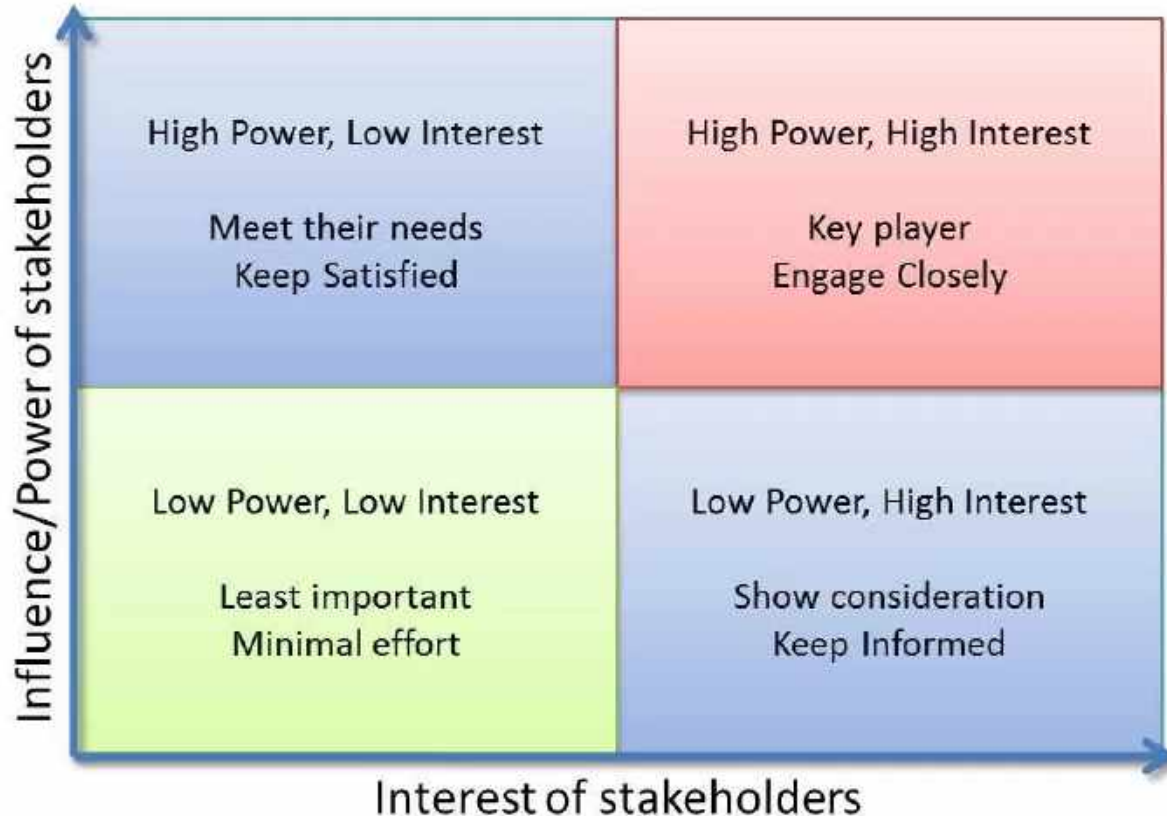 Influence/Power of stakeholders
High Power, Low Interest
Meet their needs
Keep Satisfied
High Power, High Interest
Key player
Engage Closely
Low Power, Low Interest
Least important
Minimal effort
Low Power, High Interest
Show consideration
Keep Informed
Interest of stakeholders